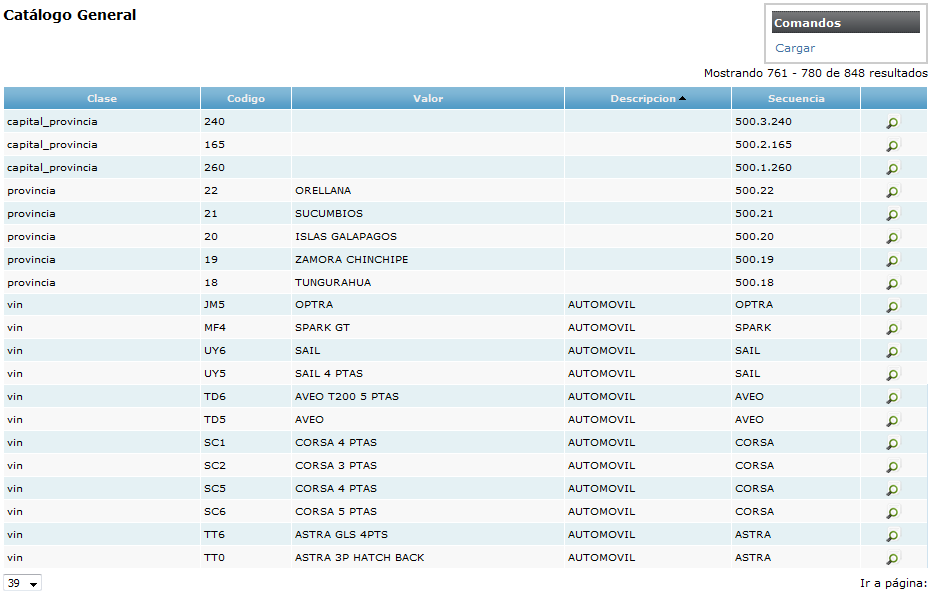 Catálogo General
Comandos
Cargar
Mostrando 761 - 780 de 848 resultados
Clase Codigo Valor Descripcion Secuencia
capital_provincia 240 500.3.240
capital_provincia 165 500.2.165
capital_provincia 260 500.1.260
provincia 22 ORELLANA 500.22
provincia 21 SUCUMBIOS 500.21
provincia 20 ISLAS GALAPAGOS 500.20
provincia 19 ZAMORA CHINCHIPE 500.19
provincia 18 TUNGURAHUA 500.18
vin JM5 OPTRA AUTOMOVIL OPTRA
vin MF4 SPARK GT AUTOMOVIL SPARK
vin UY6 SAIL AUTOMOVIL SAIL
vin UY5 SAIL 4 PTAS AUTOMOVIL SAIL
vin TD6 AVEO T200 5 PTAS AUTOMOVIL AVEO
vin TD5 AVEO AUTOMOVIL AVEO
vin SC1 CORSA 4 PTAS AUTOMOVIL CORSA
vin SC2 CORSA 3 PTAS AUTOMOVIL CORSA
vin SC5 CORSA 4 PTAS AUTOMOVIL CORSA
vin SC6 CORSA 5 PTAS AUTOMOVIL CORSA
vin TT6 ASTRA GLS 4PTS AUTOMOVIL ASTRA
vin TT0 ASTRA 3P HATCH BACK AUTOMOVIL ASTRA
39 Ir a página: